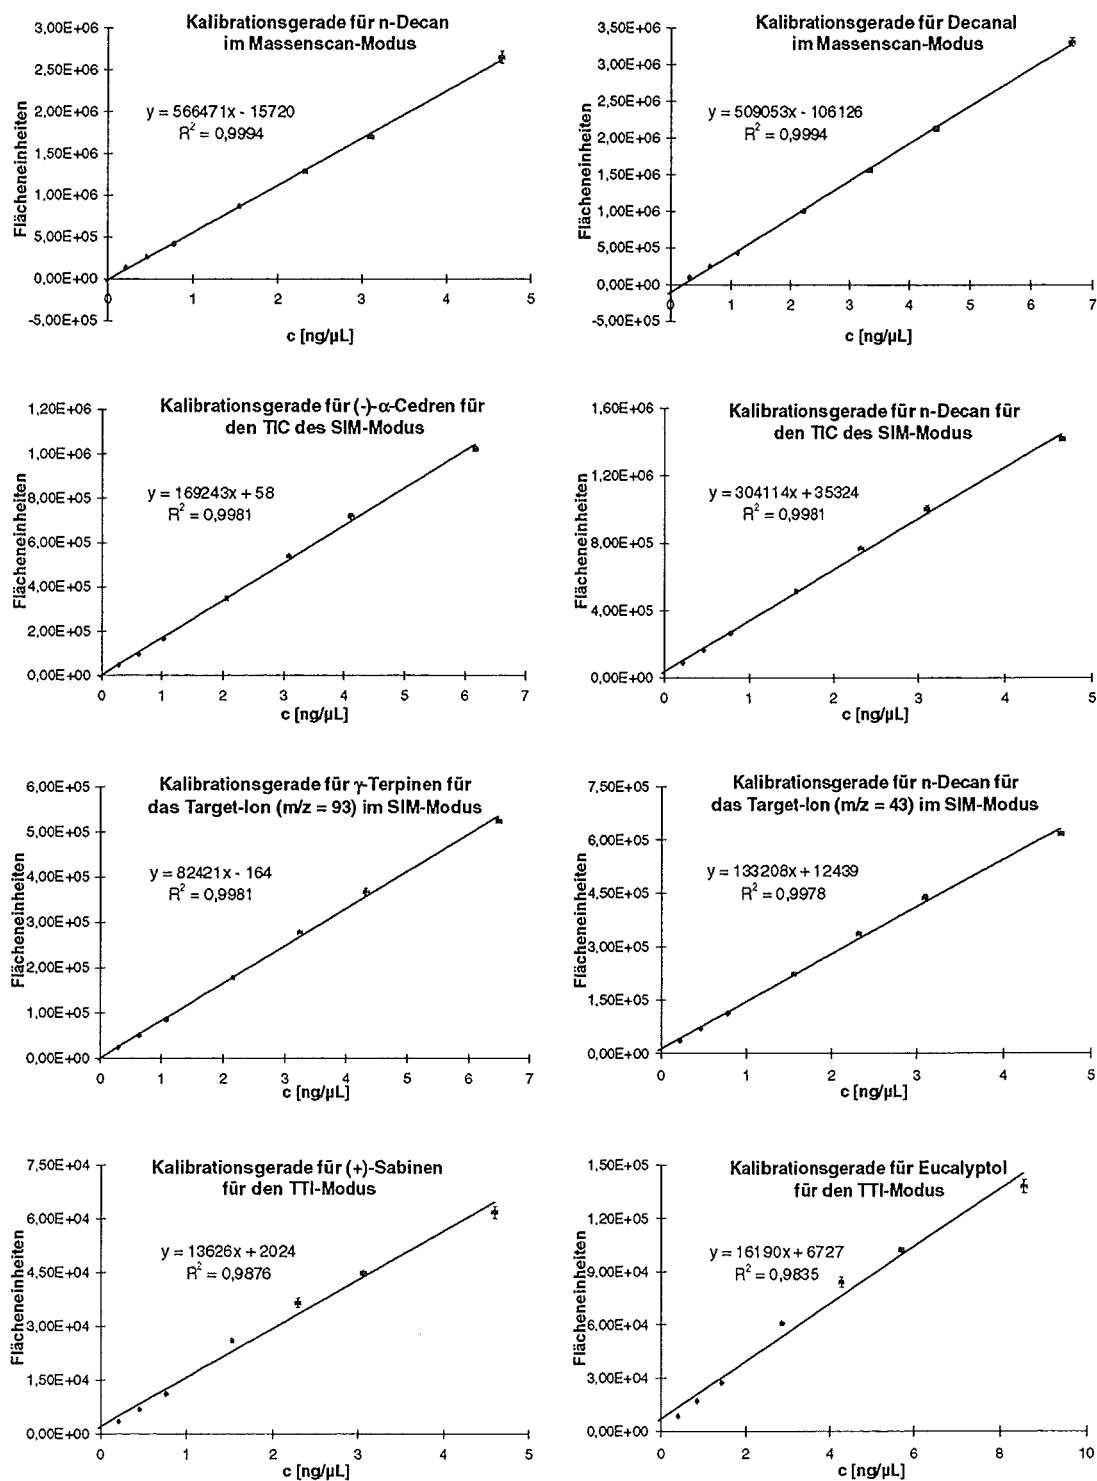 Kalibrationsgerade für n-Decan
im Massenscan-Modus
3,00E+06
2,50E+06
2,00E+06
1,50E+06
1,00E+06
5,00E+05
0,00E+00
-5,00E+05
Flächeneinheiten
y = 566471x - 15720
R² = 0,9994
0 1 2 3 4 5
c [ng/µL]
Kalibrationsgerade für Decanal
im Massenscan-Modus
3,50E+06
3,00E+06
2,50E+06
2,00E+06
1,50E+06
1,00E+06
5,00E+05
0,00E+00
-5,00E+05
Flächeneinheiten
y = 509053x - 106126
R² = 0,9994
0 1 2 3 4 5 6 7
c [ng/µL]
Kalibrationsgerade für (-)-α-Cedren für
den TIC des SIM-Modus
1,20E+06
1,00E+06
8,00E+05
6,00E+05
4,00E+05
2,00E+05
0,00E+00
Flächeneinheiten
y = 169243x + 58
R² = 0,9981
0 1 2 3 4 5 6 7
c [ng/µL]
Kalibrationsgerade für n-Decan für
den TIC des SIM-Modus
1,60E+06
1,20E+06
8,00E+05
4,00E+05
0,00E+00
Flächeneinheiten
y = 304114x + 35324
R² = 0,9981
0 1 2 3 4 5
c [ng/µL]
Kalibrationsgerade für γ-Terpinen für
das Target-Ion (m/z = 93) im SIM-Modus
6,00E+05
5,00E+05
4,00E+05
3,00E+05
2,00E+05
1,00E+05
0,00E+00
Flächeneinheiten
y = 82421x - 164
R² = 0,9981
0 1 2 3 4 5 6 7
c [ng/µL]
Kalibrationsgerade für n-Decan für
das Target-Ion (m/z = 43) im SIM-Modus
7,50E+05
6,00E+05
4,50E+05
3,00E+05
1,50E+05
0,00E+00
Flächeneinheiten
y = 133208x + 12439
R² = 0,9978
0 1 2 3 4 5
c [ng/µL]
Kalibrationsgerade für (+)-Sabinen
für den TTI-Modus
7,50E+04
6,00E+04
4,50E+04
3,00E+04
1,50E+04
0,00E+00
Flächeneinheiten
y = 13626x + 2024
R² = 0,9876
0 1 2 3 4 5
c [ng/µL]
Kalibrationsgerade für Eucalyptol
für den TTI-Modus
1,50E+05
1,20E+05
9,00E+04
6,00E+04
3,00E+04
0,00E+00
Flächeneinheiten
y = 16190x + 6727
R² = 0,9835
0 2 4 6 8 10
c [ng/µL]